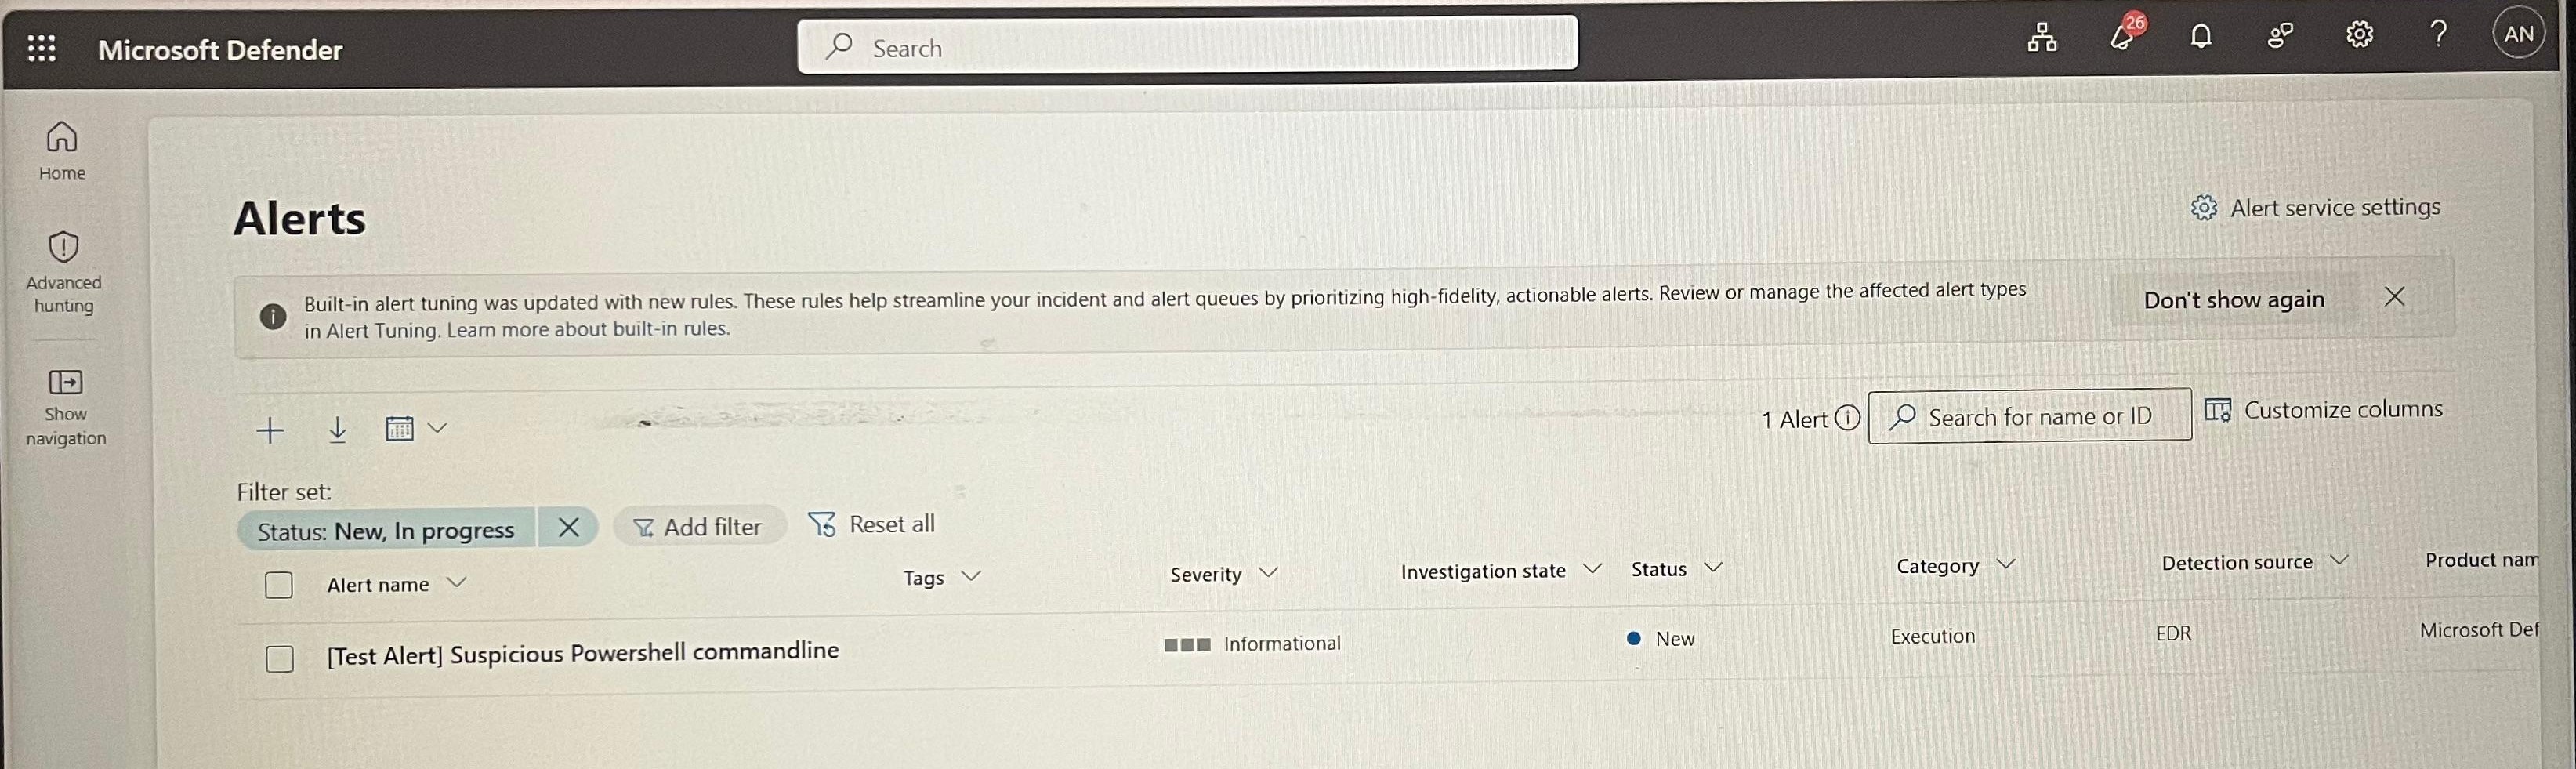 Microsoft Defender
Search
26
AN
Home
Advanced
hunting
Show
navigation
Alerts
Alert service settings
Built-in alert tuning was updated with new rules. These rules help streamline your incident and alert queues by prioritizing high-fidelity, actionable alerts. Review or manage the affected alert types
in Alert Tuning. Learn more about built-in rules.
Don't show again
1 Alert
Search for name or ID
Customize columns
Filter set:
Status: New, In progress
Add filter
Reset all
Alert name
Tags
Severity
Investigation state
Status
Category
Detection source
Product nam
[Test Alert] Suspicious Powershell commandline
Informational
New
Execution
EDR
Microsoft Def